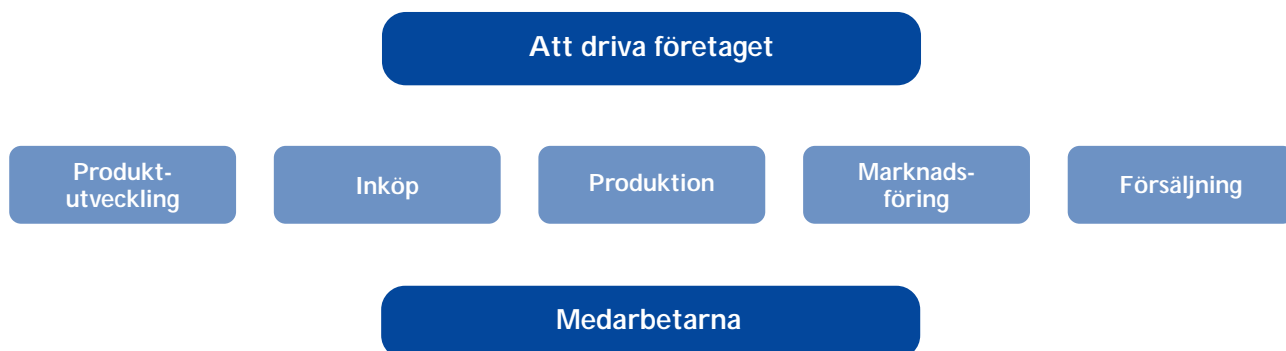 Att driva företaget
Produkt-
utveckling
Inköp
Produktion
Marknads-
föring
Försäljning
Medarbetarna